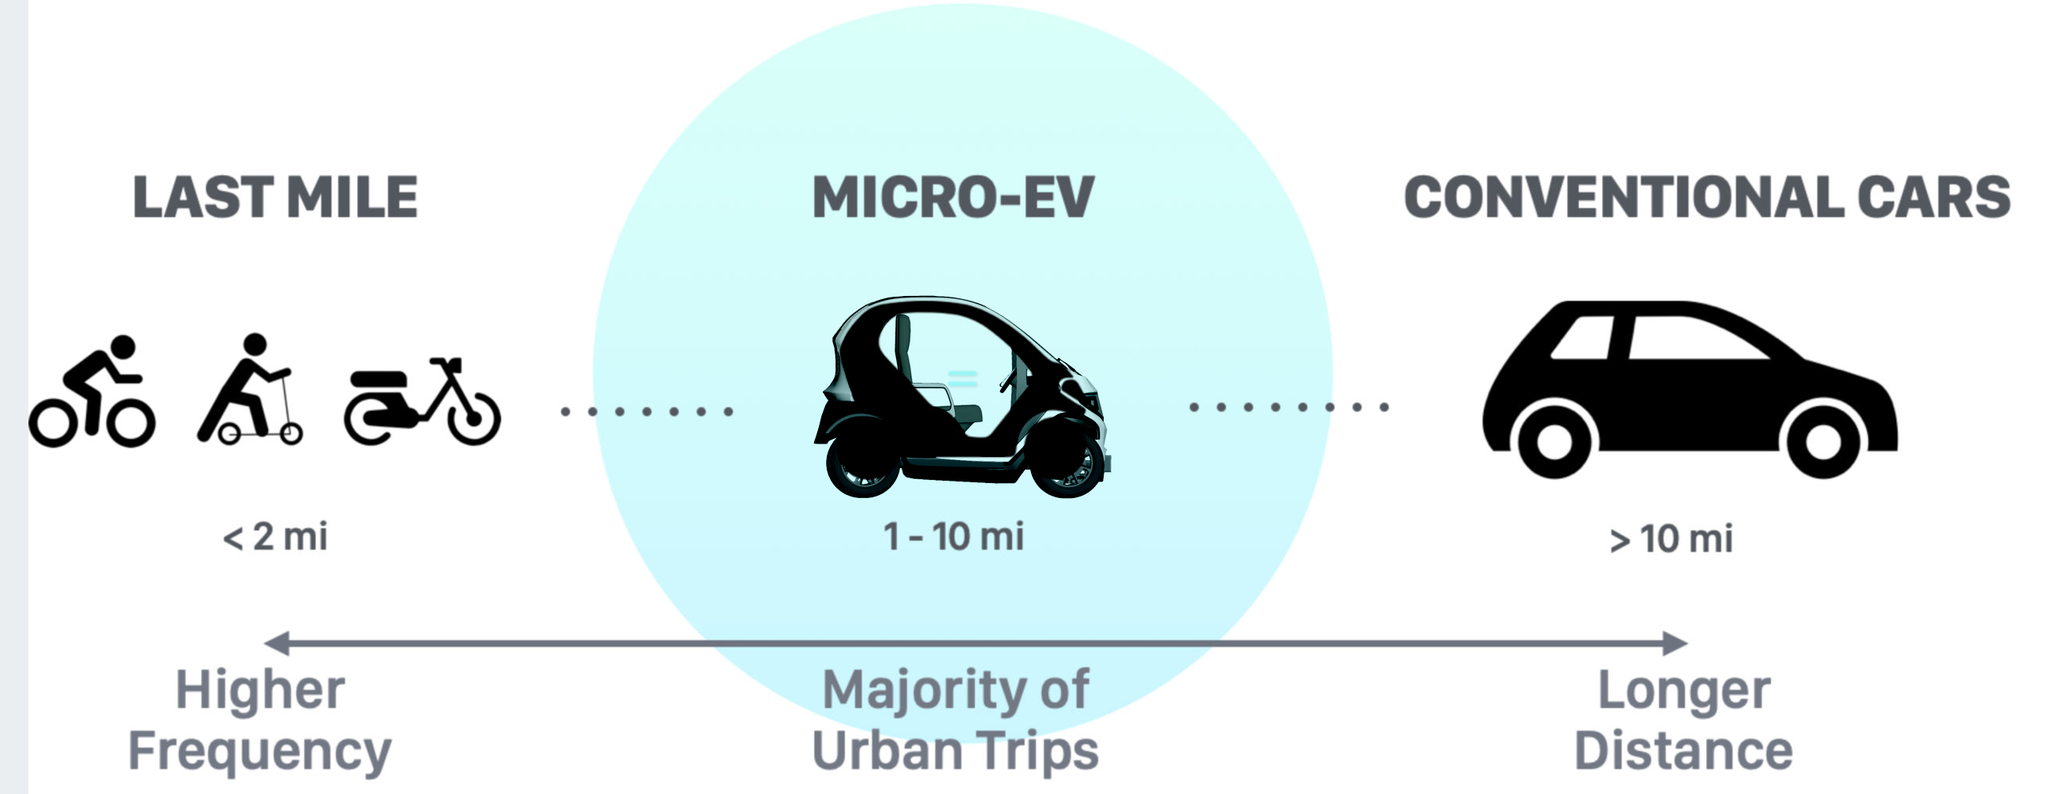 LAST MILE
MICRO-EV
CONVENTIONAL CARS
< 2 mi
1 - 10 mi
> 10 mi
Higher
Frequency
Majority of
Urban Trips
Longer
Distance